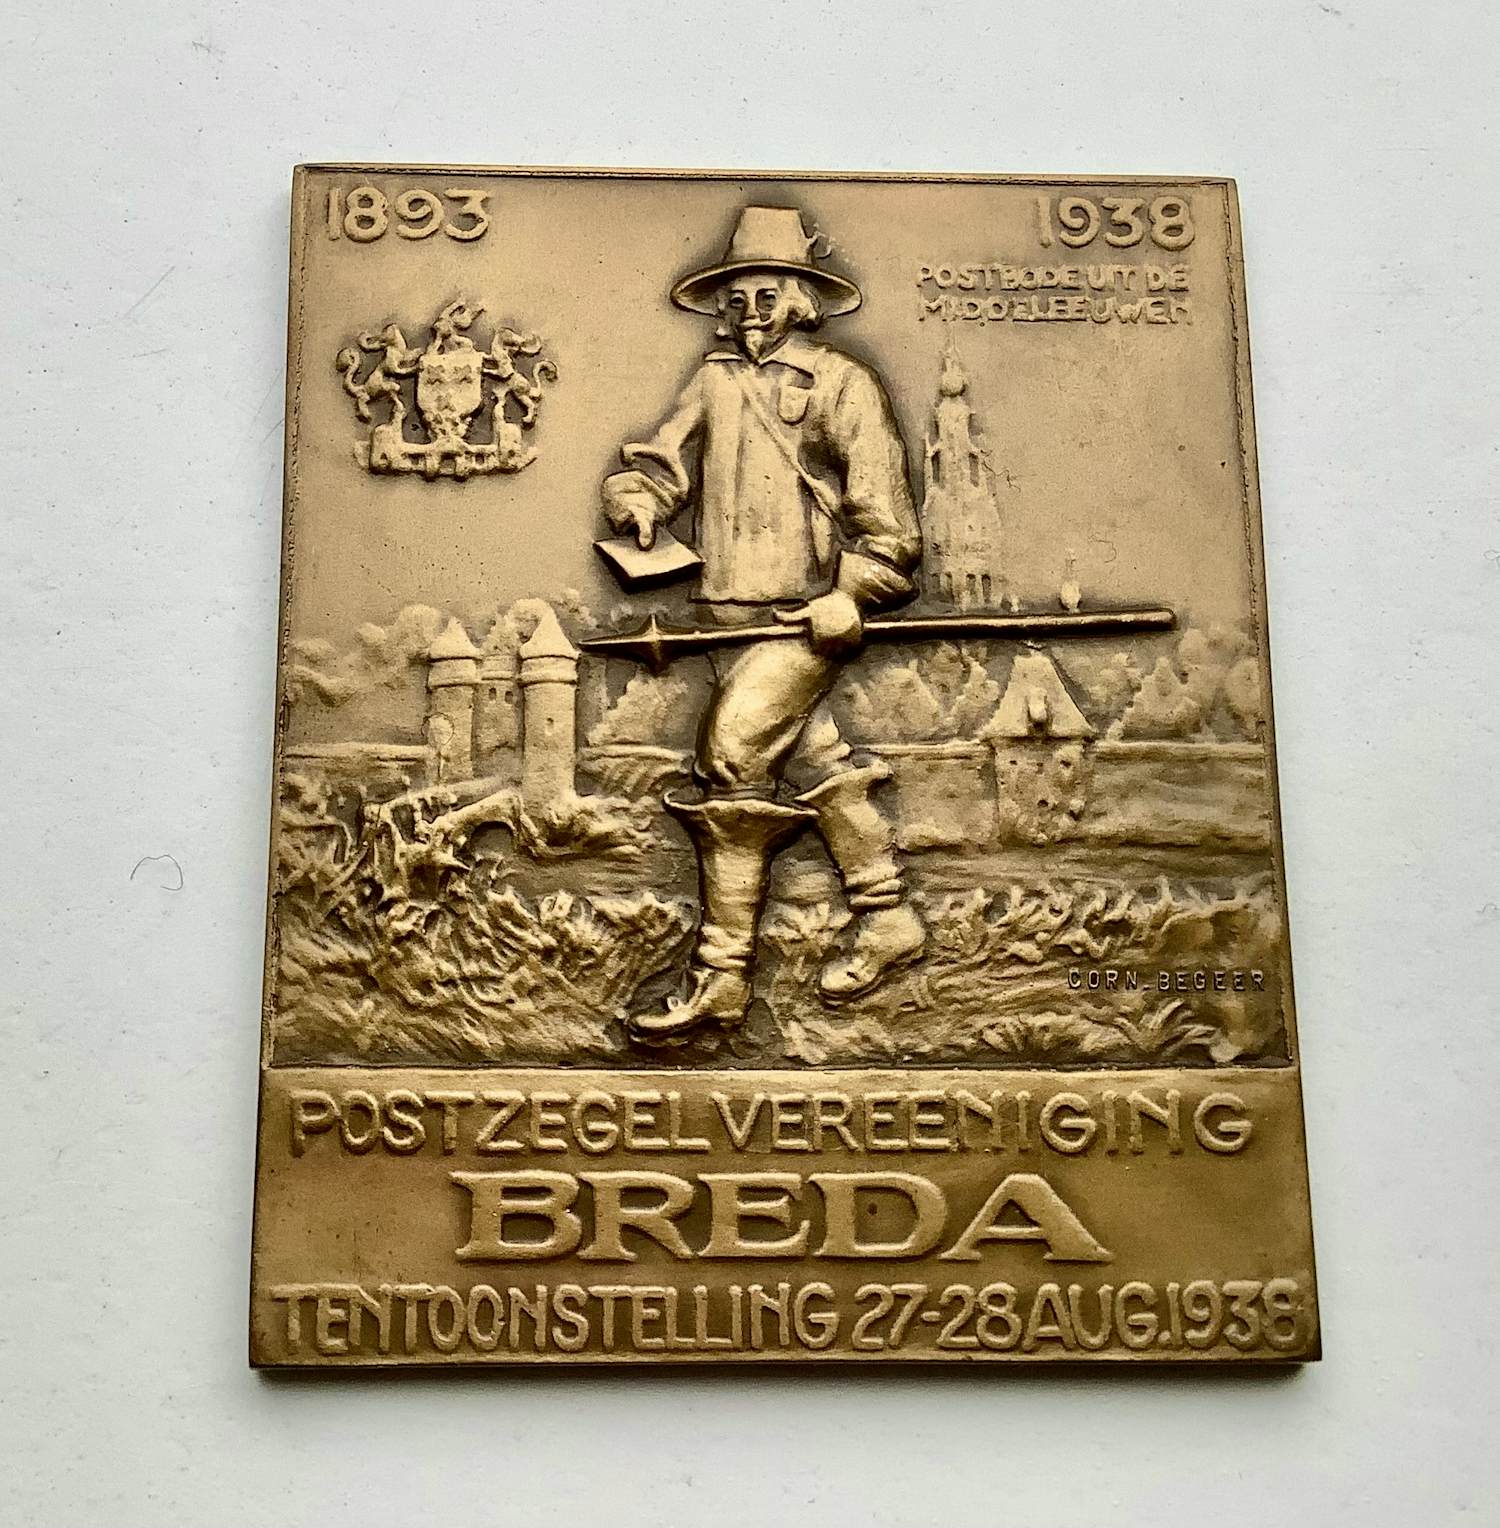 1893
1938
POSTBODE UIT DE
MIDDELEEUWEN
CORN. BEGEER
POSTZEGELVEREENIGING
BREDA
TENTOONSTELLING 27-28 AUG. 1938